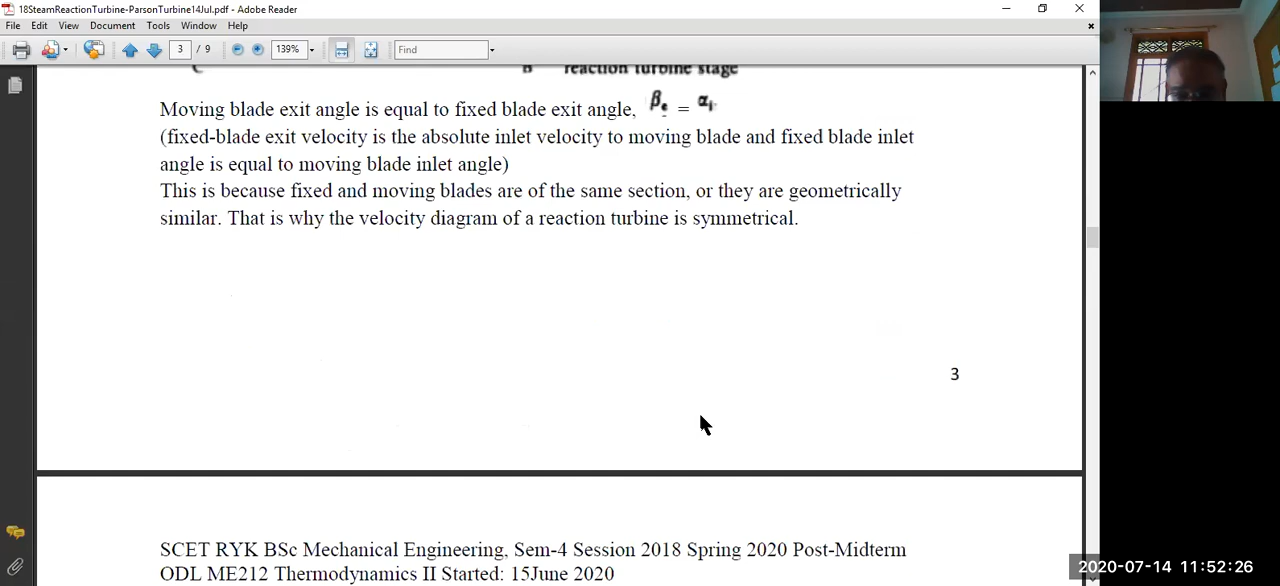 18SteamReactionTurbine-ParsonTurbine14Jul.pdf - Adobe Reader
File Edit View Document Tools Window Help
3 / 9 139% Find
C B reaction turbine stage
Moving blade exit angle is equal to fixed blade exit angle, βe = αi
(fixed-blade exit velocity is the absolute inlet velocity to moving blade and fixed blade inlet
angle is equal to moving blade inlet angle)
This is because fixed and moving blades are of the same section, or they are geometrically
similar. That is why the velocity diagram of a reaction turbine is symmetrical.
3
SCET RYK BSc Mechanical Engineering, Sem-4 Session 2018 Spring 2020 Post-Midterm
ODL ME212 Thermodynamics II Started: 15June 2020
2020-07-14 11:52:26